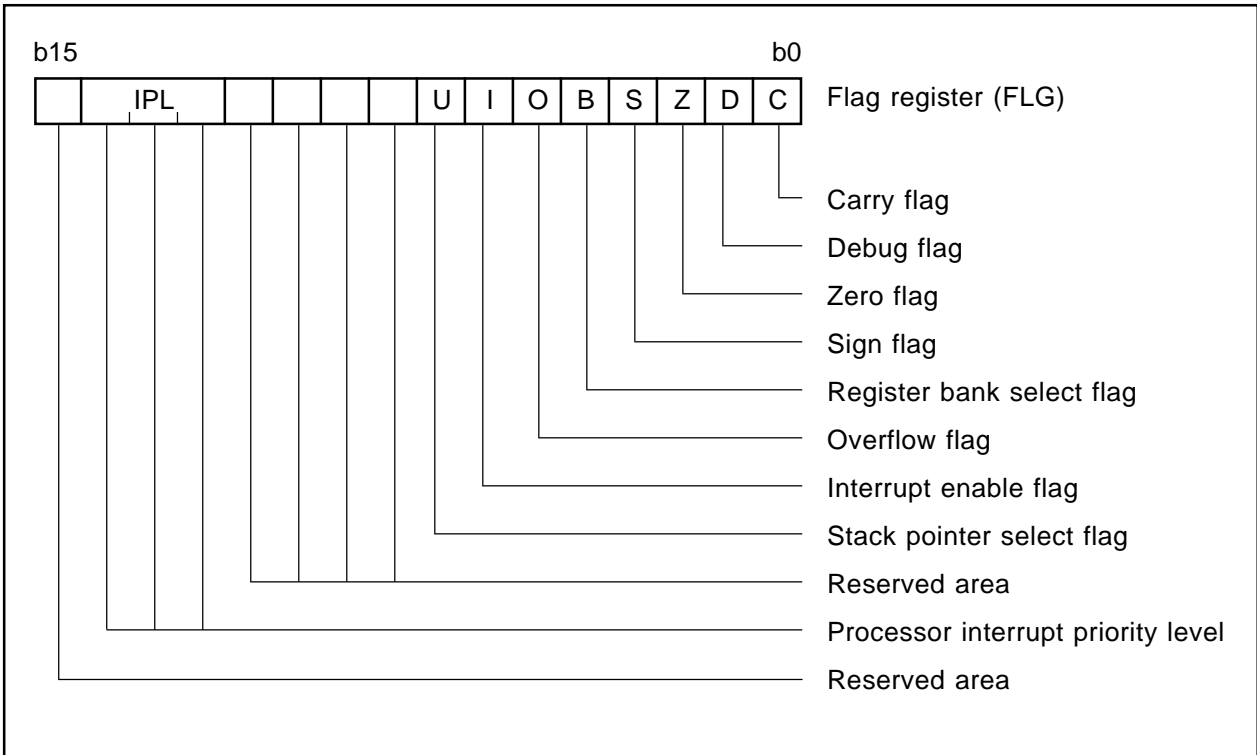 b15 b0
IPL U I O B S Z D C Flag register (FLG)
Carry flag
Debug flag
Zero flag
Sign flag
Register bank select flag
Overflow flag
Interrupt enable flag
Stack pointer select flag
Reserved area
Processor interrupt priority level
Reserved area